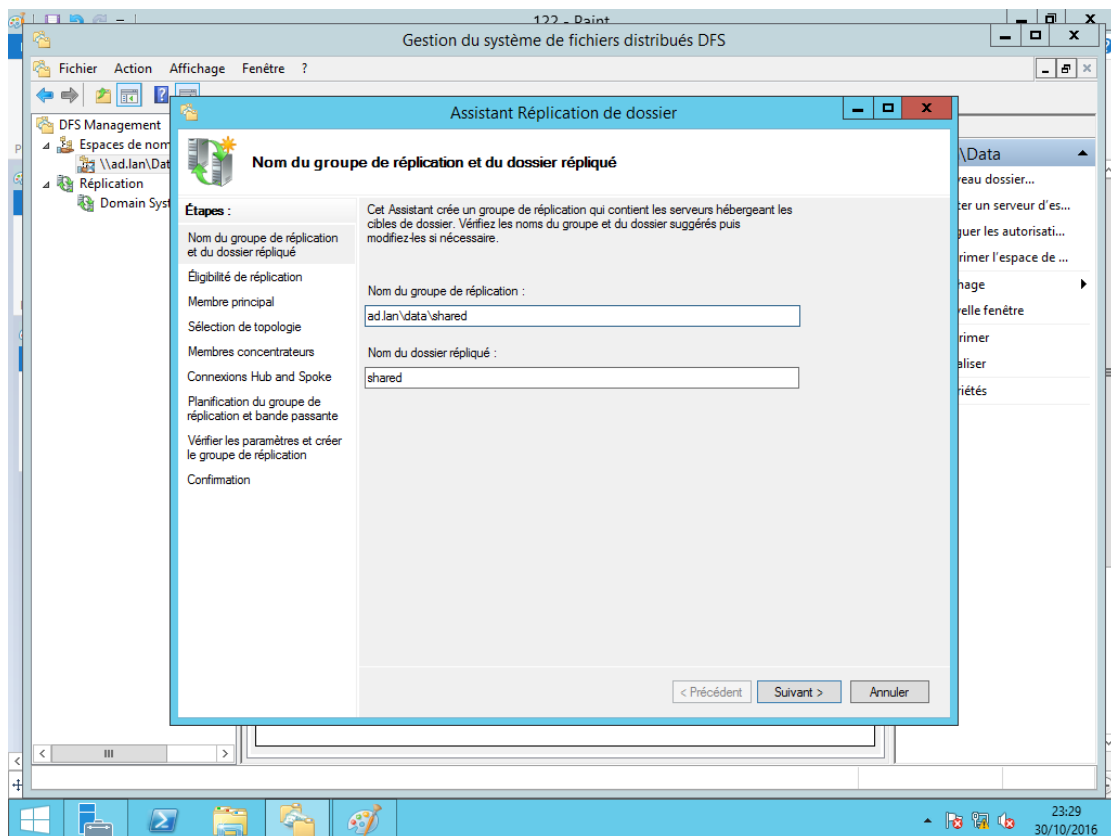 122 - Paint
Gestion du système de fichiers distribués DFS
Fichier Action Affichage Fenêtre ?
DFS Management
Espaces de nom
\\ad.lan\Dat
Réplication
Domain Syst
Assistant Réplication de dossier
Nom du groupe de réplication et du dossier répliqué
Étapes :
Nom du groupe de réplication
et du dossier répliqué
Éligibilité de réplication
Membre principal
Sélection de topologie
Membres concentrateurs
Connexions Hub and Spoke
Planification du groupe de
réplication et bande passante
Vérifier les paramètres et créer
le groupe de réplication
Confirmation
Cet Assistant crée un groupe de réplication qui contient les serveurs hébergeant les
cibles de dossier. Vérifiez les noms du groupe et du dossier suggérés puis
modifiez-les si nécessaire.
Nom du groupe de réplication :
ad.lan\data\shared
Nom du dossier répliqué :
shared
< Précédent
Suivant >
Annuler
\Data
veau dossier...
ter un serveur d'es...
guer les autorisati...
rimer l'espace de ...
hage
velle fenêtre
rimer
aliser
riétés
23:29
30/10/2016